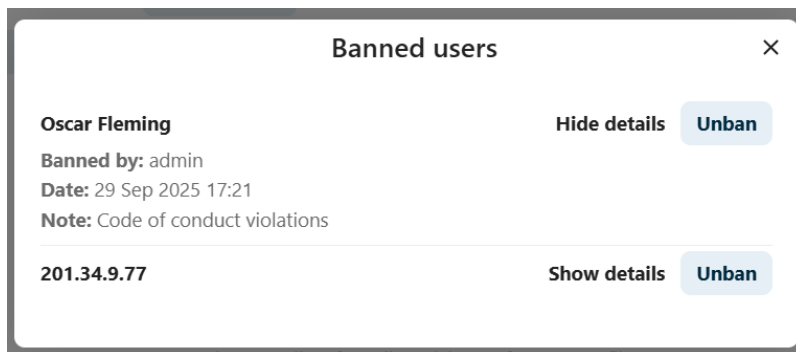 Banned users
Oscar Fleming Hide details Unban
Banned by: admin
Date: 29 Sep 2025 17:21
Note: Code of conduct violations
201.34.9.77 Show details Unban